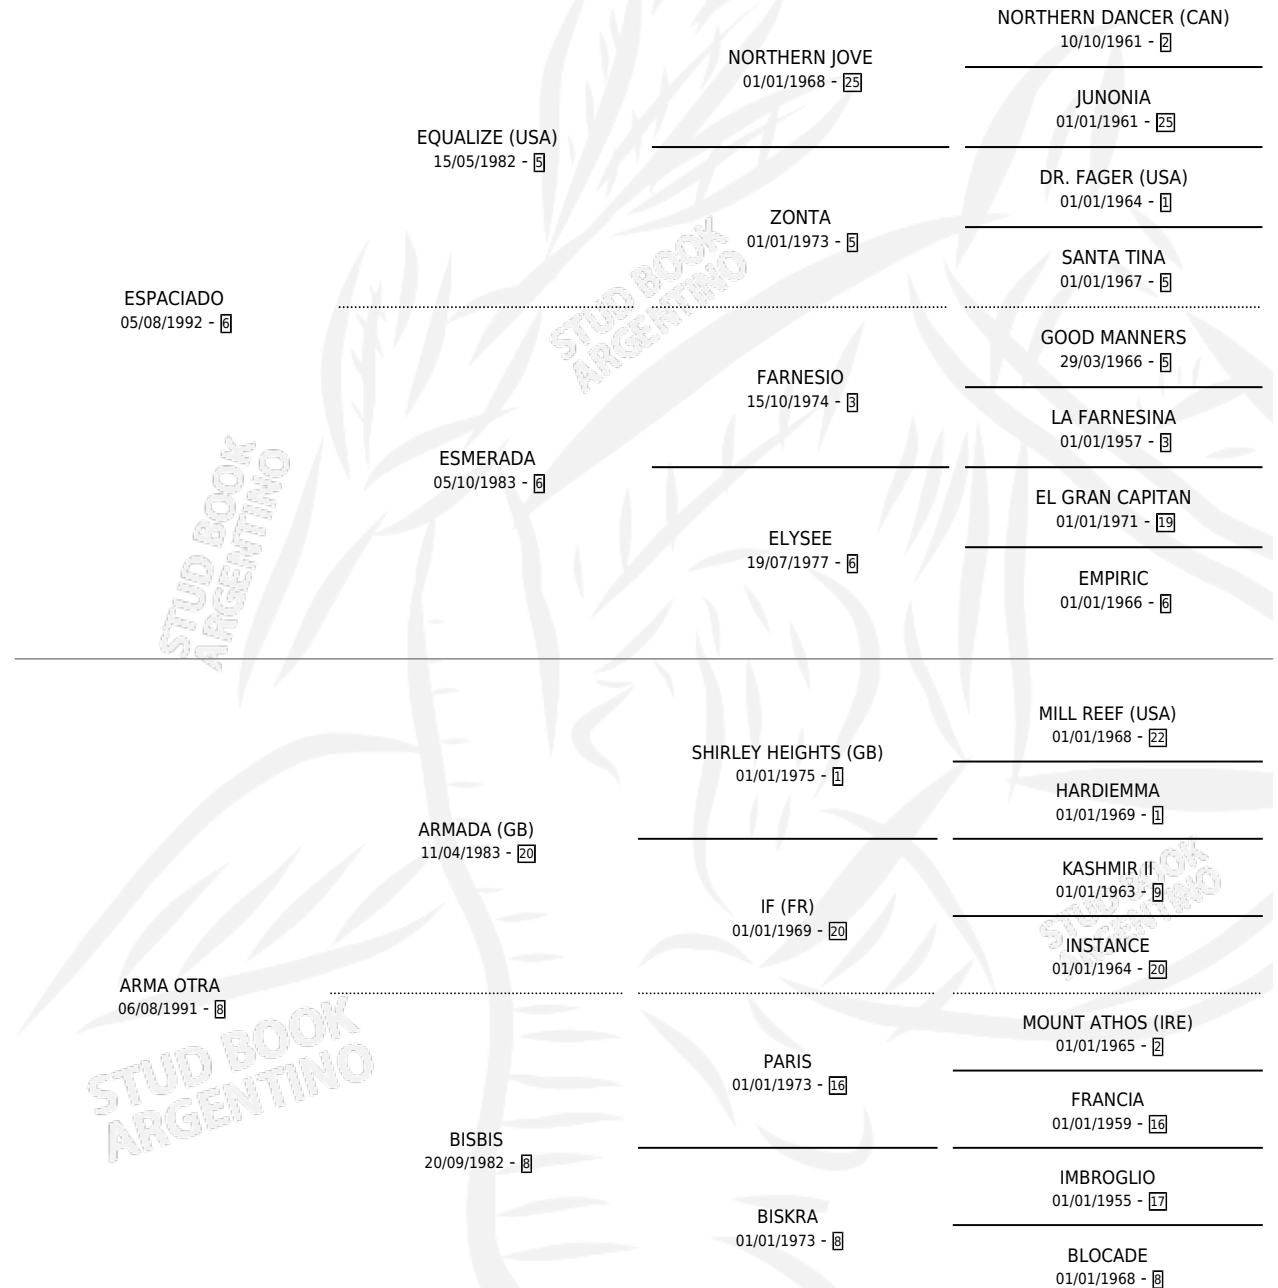 NORTHERN DANCER (CAN)
10/10/1961 - 2
NORTHERN JOVE
01/01/1968 - 25
JUNONIA
01/01/1961 - 25
EQUALIZE (USA)
15/05/1982 - 5
DR. FAGER (USA)
01/01/1964 - 1
ZONTA
01/01/1973 - 5
SANTA TINA
01/01/1967 - 5
ESPACIADO
05/08/1992 - 6
STUD BOOK
ARGENTINO
GOOD MANNERS
29/03/1966 - 5
FARNESIO
15/10/1974 - 3
LA FARNESINA
01/01/1957 - 3
ESMERADA
05/10/1983 - 6
EL GRAN CAPITAN
01/01/1971 - 19
ELYSEE
19/07/1977 - 6
EMPIRIC
01/01/1966 - 6
STUD BOOK
ARGENTINO
MILL REEF (USA)
01/01/1968 - 22
SHIRLEY HEIGHTS (GB)
01/01/1975 - 1
HARDIEMMA
01/01/1969 - 1
ARMADA (GB)
11/04/1983 - 20
KASHMIR II
01/01/1963 - 9
IF (FR)
01/01/1969 - 20
INSTANCE
01/01/1964 - 20
STUD BOOK
ARGENTINO
ARMA OTRA
06/08/1991 - 8
MOUNT ATHOS (IRE)
01/01/1965 - 2
PARIS
01/01/1973 - 16
FRANCIA
01/01/1959 - 16
STUD BOOK
ARGENTINO
BISBIS
20/09/1982 - 8
IMBROGLIO
01/01/1955 - 17
BISKRA
01/01/1973 - 8
BLOCADE
01/01/1968 - 8